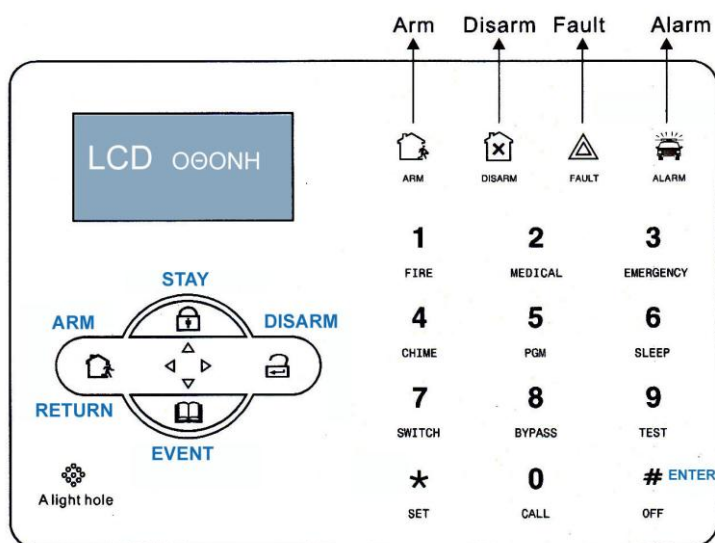 Arm Disarm Fault Alarm
LCD ΟΘΟΝΗ
ARM DISARM FAULT ALARM
1 2 3
FIRE MEDICAL EMERGENCY
STAY
ARM DISARM
4 5 6
CHIME PGM SLEEP
RETURN
7 8 9
SWITCH BYPASS TEST
EVENT
* 0 # ENTER
A light hole
SET CALL OFF